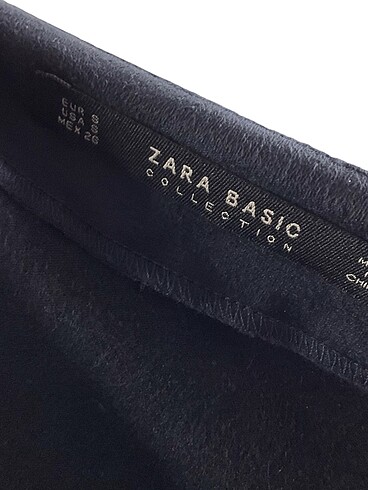 EUR S
USA S
MEX 26
ZARA BASIC
COLLECTION